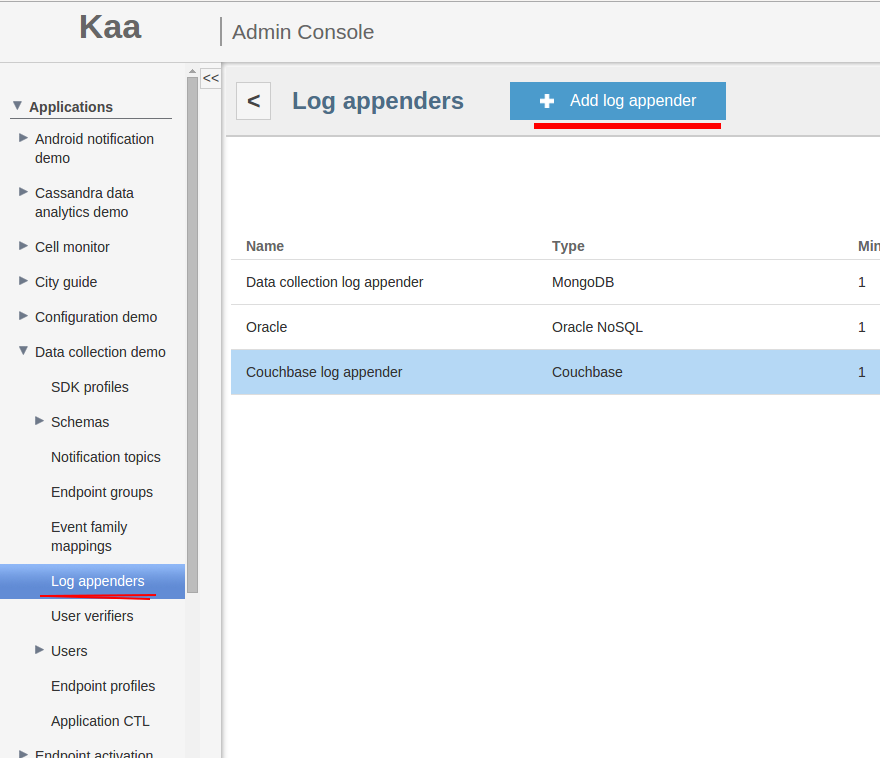 Kaa
Admin Console
<<
Applications
Android notification
demo
Cassandra data
analytics demo
Cell monitor
City guide
Configuration demo
Data collection demo
SDK profiles
Schemas
Notification topics
Endpoint groups
Event family
mappings
Log appenders
User verifiers
Users
Endpoint profiles
Application CTL
Endpoint activation
<
Log appenders
Add log appender
Name Type Min
Data collection log appender MongoDB 1
Oracle Oracle NoSQL 1
Couchbase log appender Couchbase 1